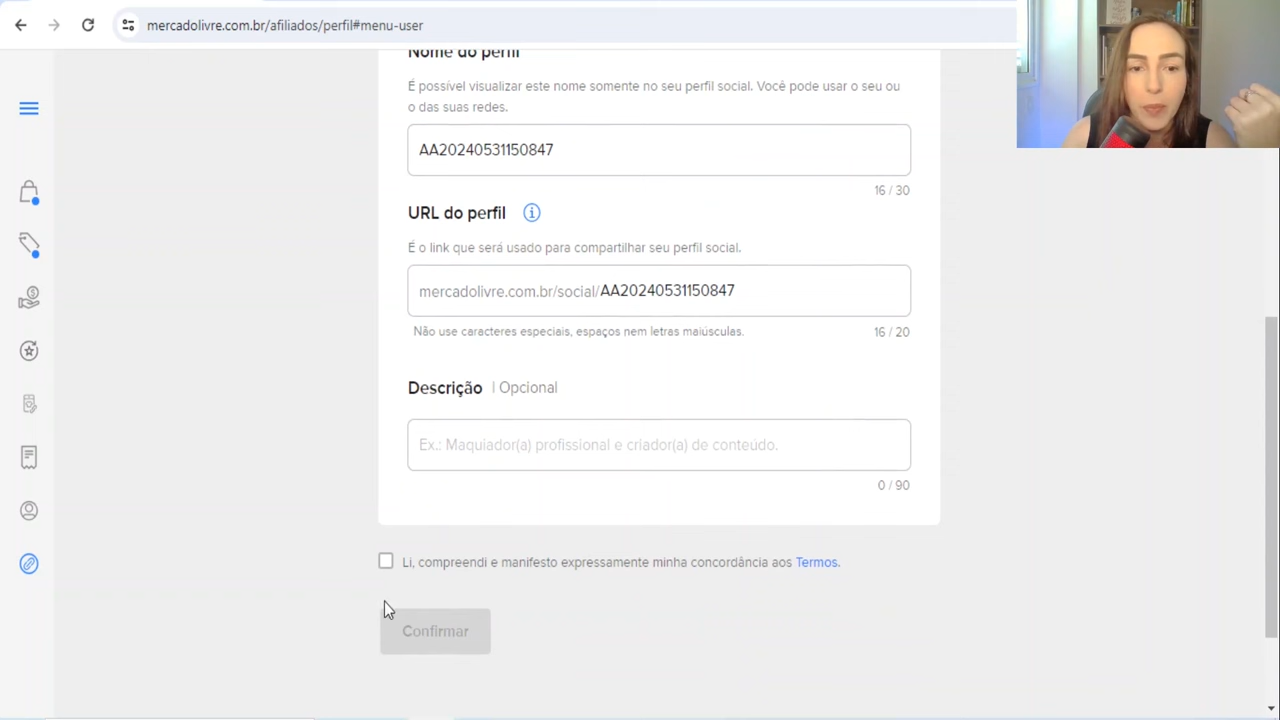 mercadolivre.com.br/afiliados/perfil#menu-user
Nome do perfil
É possível visualizar este nome somente no seu perfil social. Você pode usar o seu ou
o das suas redes.
AA20240531150847
16 / 30
URL do perfil
É o link que será usado para compartilhar seu perfil social.
mercadolivre.com.br/social/AA20240531150847
Não use caracteres especiais, espaços nem letras maiúsculas.
16 / 20
Descrição | Opcional
Ex.: Maquiador(a) profissional e criador(a) de conteúdo.
0 / 90
Li, compreendi e manifesto expressamente minha concordância aos Termos.
Confirmar